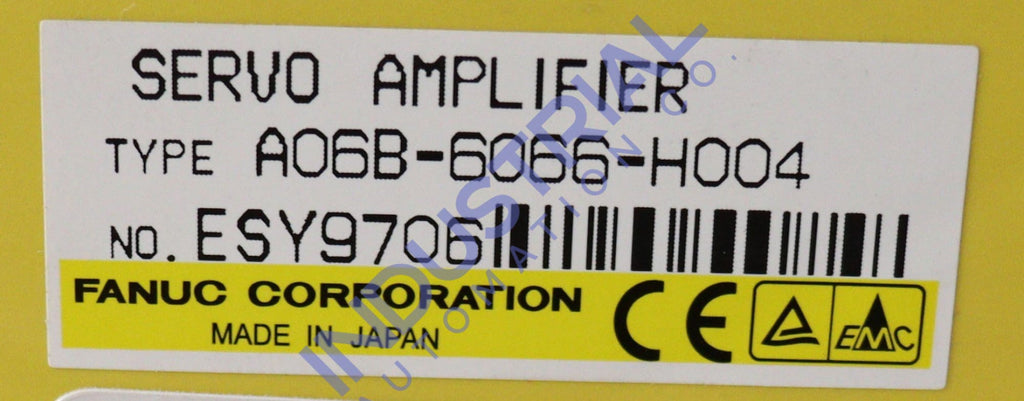 SERVO AMPLIFIER
TYPE A06B-6066-H004
NO. ESY9706
FANUC CORPORATION
MADE IN JAPAN
CE
EMC
INDUSTRIAL
AUTOMATION CO.